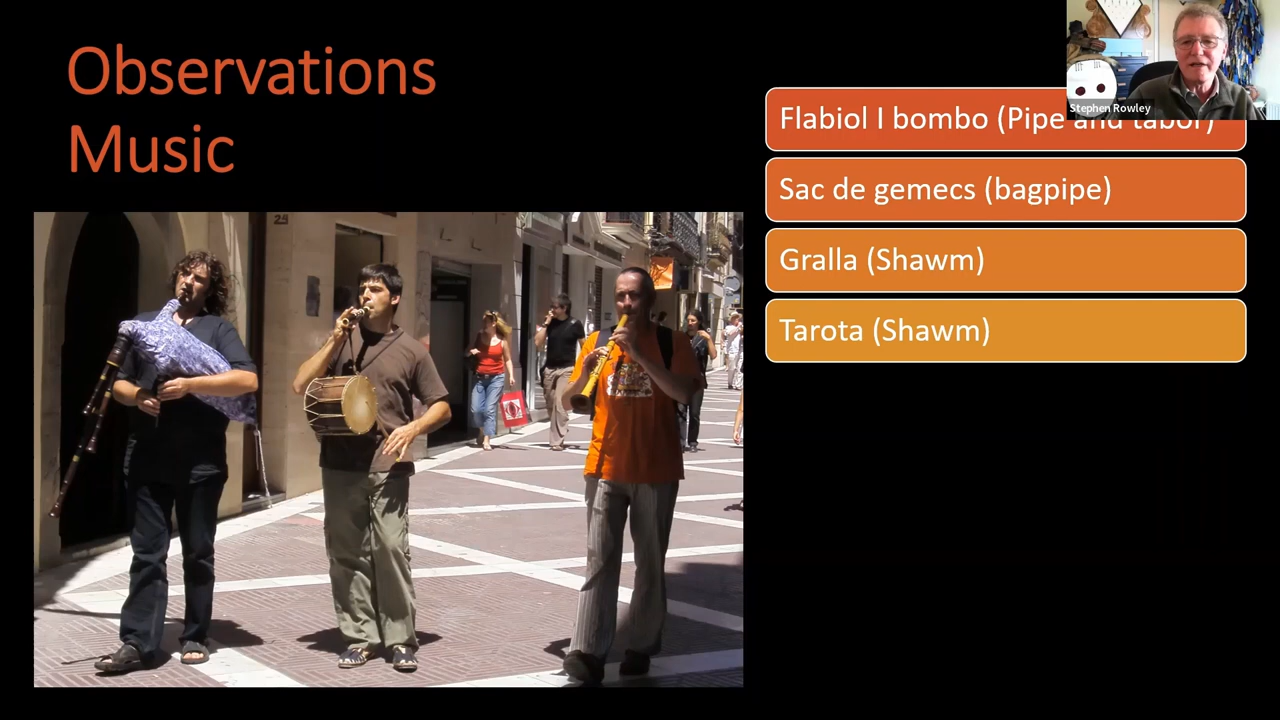 Observations
Music
Flabiol I bombo (Pipe and tabor)
Sac de gemecs (bagpipe)
Gralla (Shawm)
Tarota (Shawm)
Stephen Rowley
29